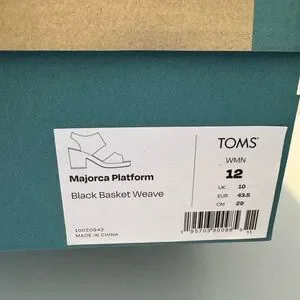 Majorca Platform
Black Basket Weave
10020942
MADE IN CHINA
TOMS
WMN
12
UK 10
EUR 43.5
CM 29